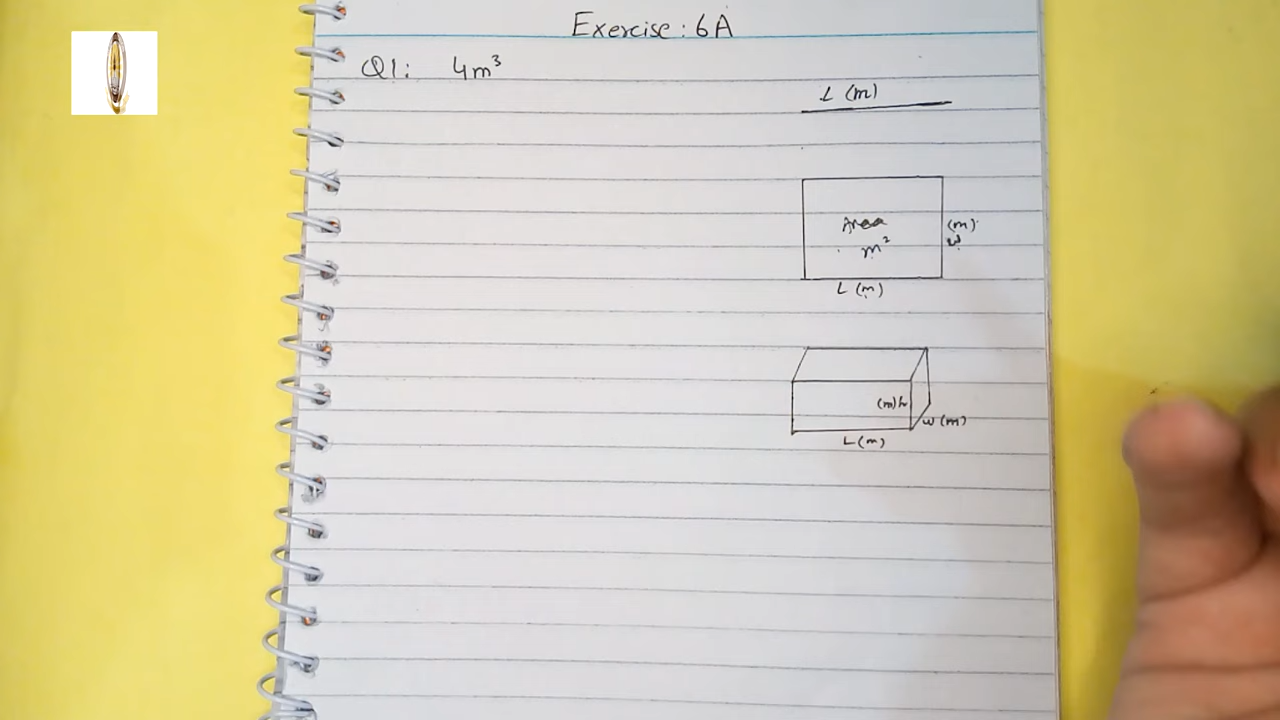 Exercise: 6A
Q1: 4m³
L (m)
Area
m²
(m)
w
L (m)
(m) h
w (m)
L (m)